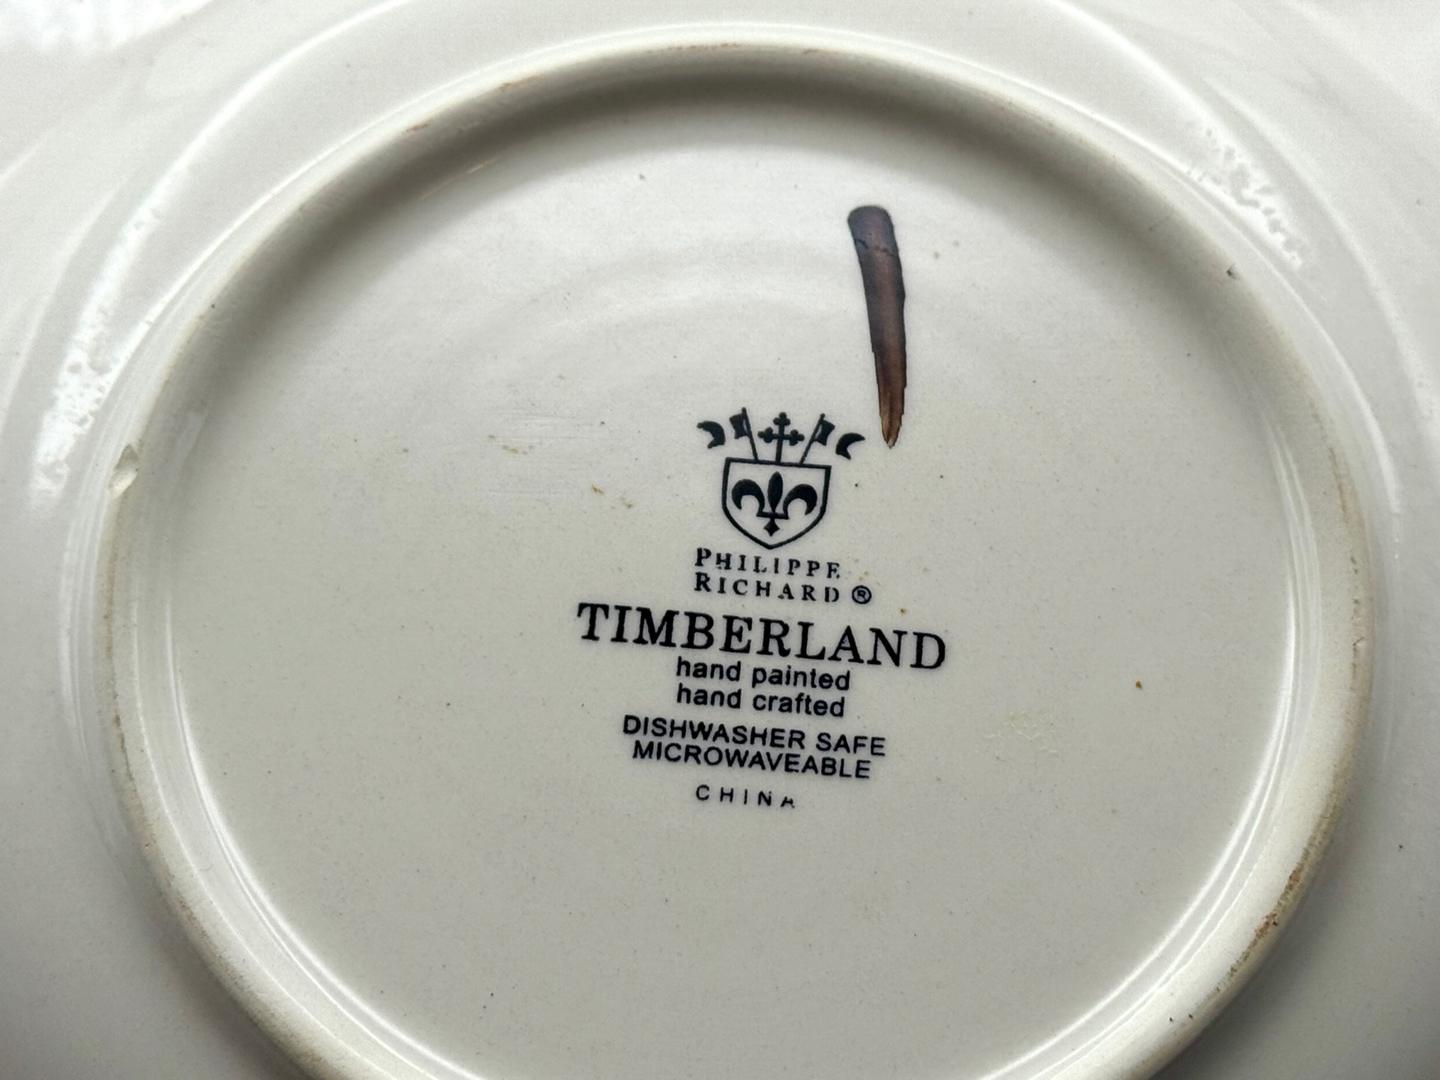 PHILIPPE
RICHARD ®
TIMBERLAND
hand painted
hand crafted
DISHWASHER SAFE
MICROWAVEABLE
CHINA